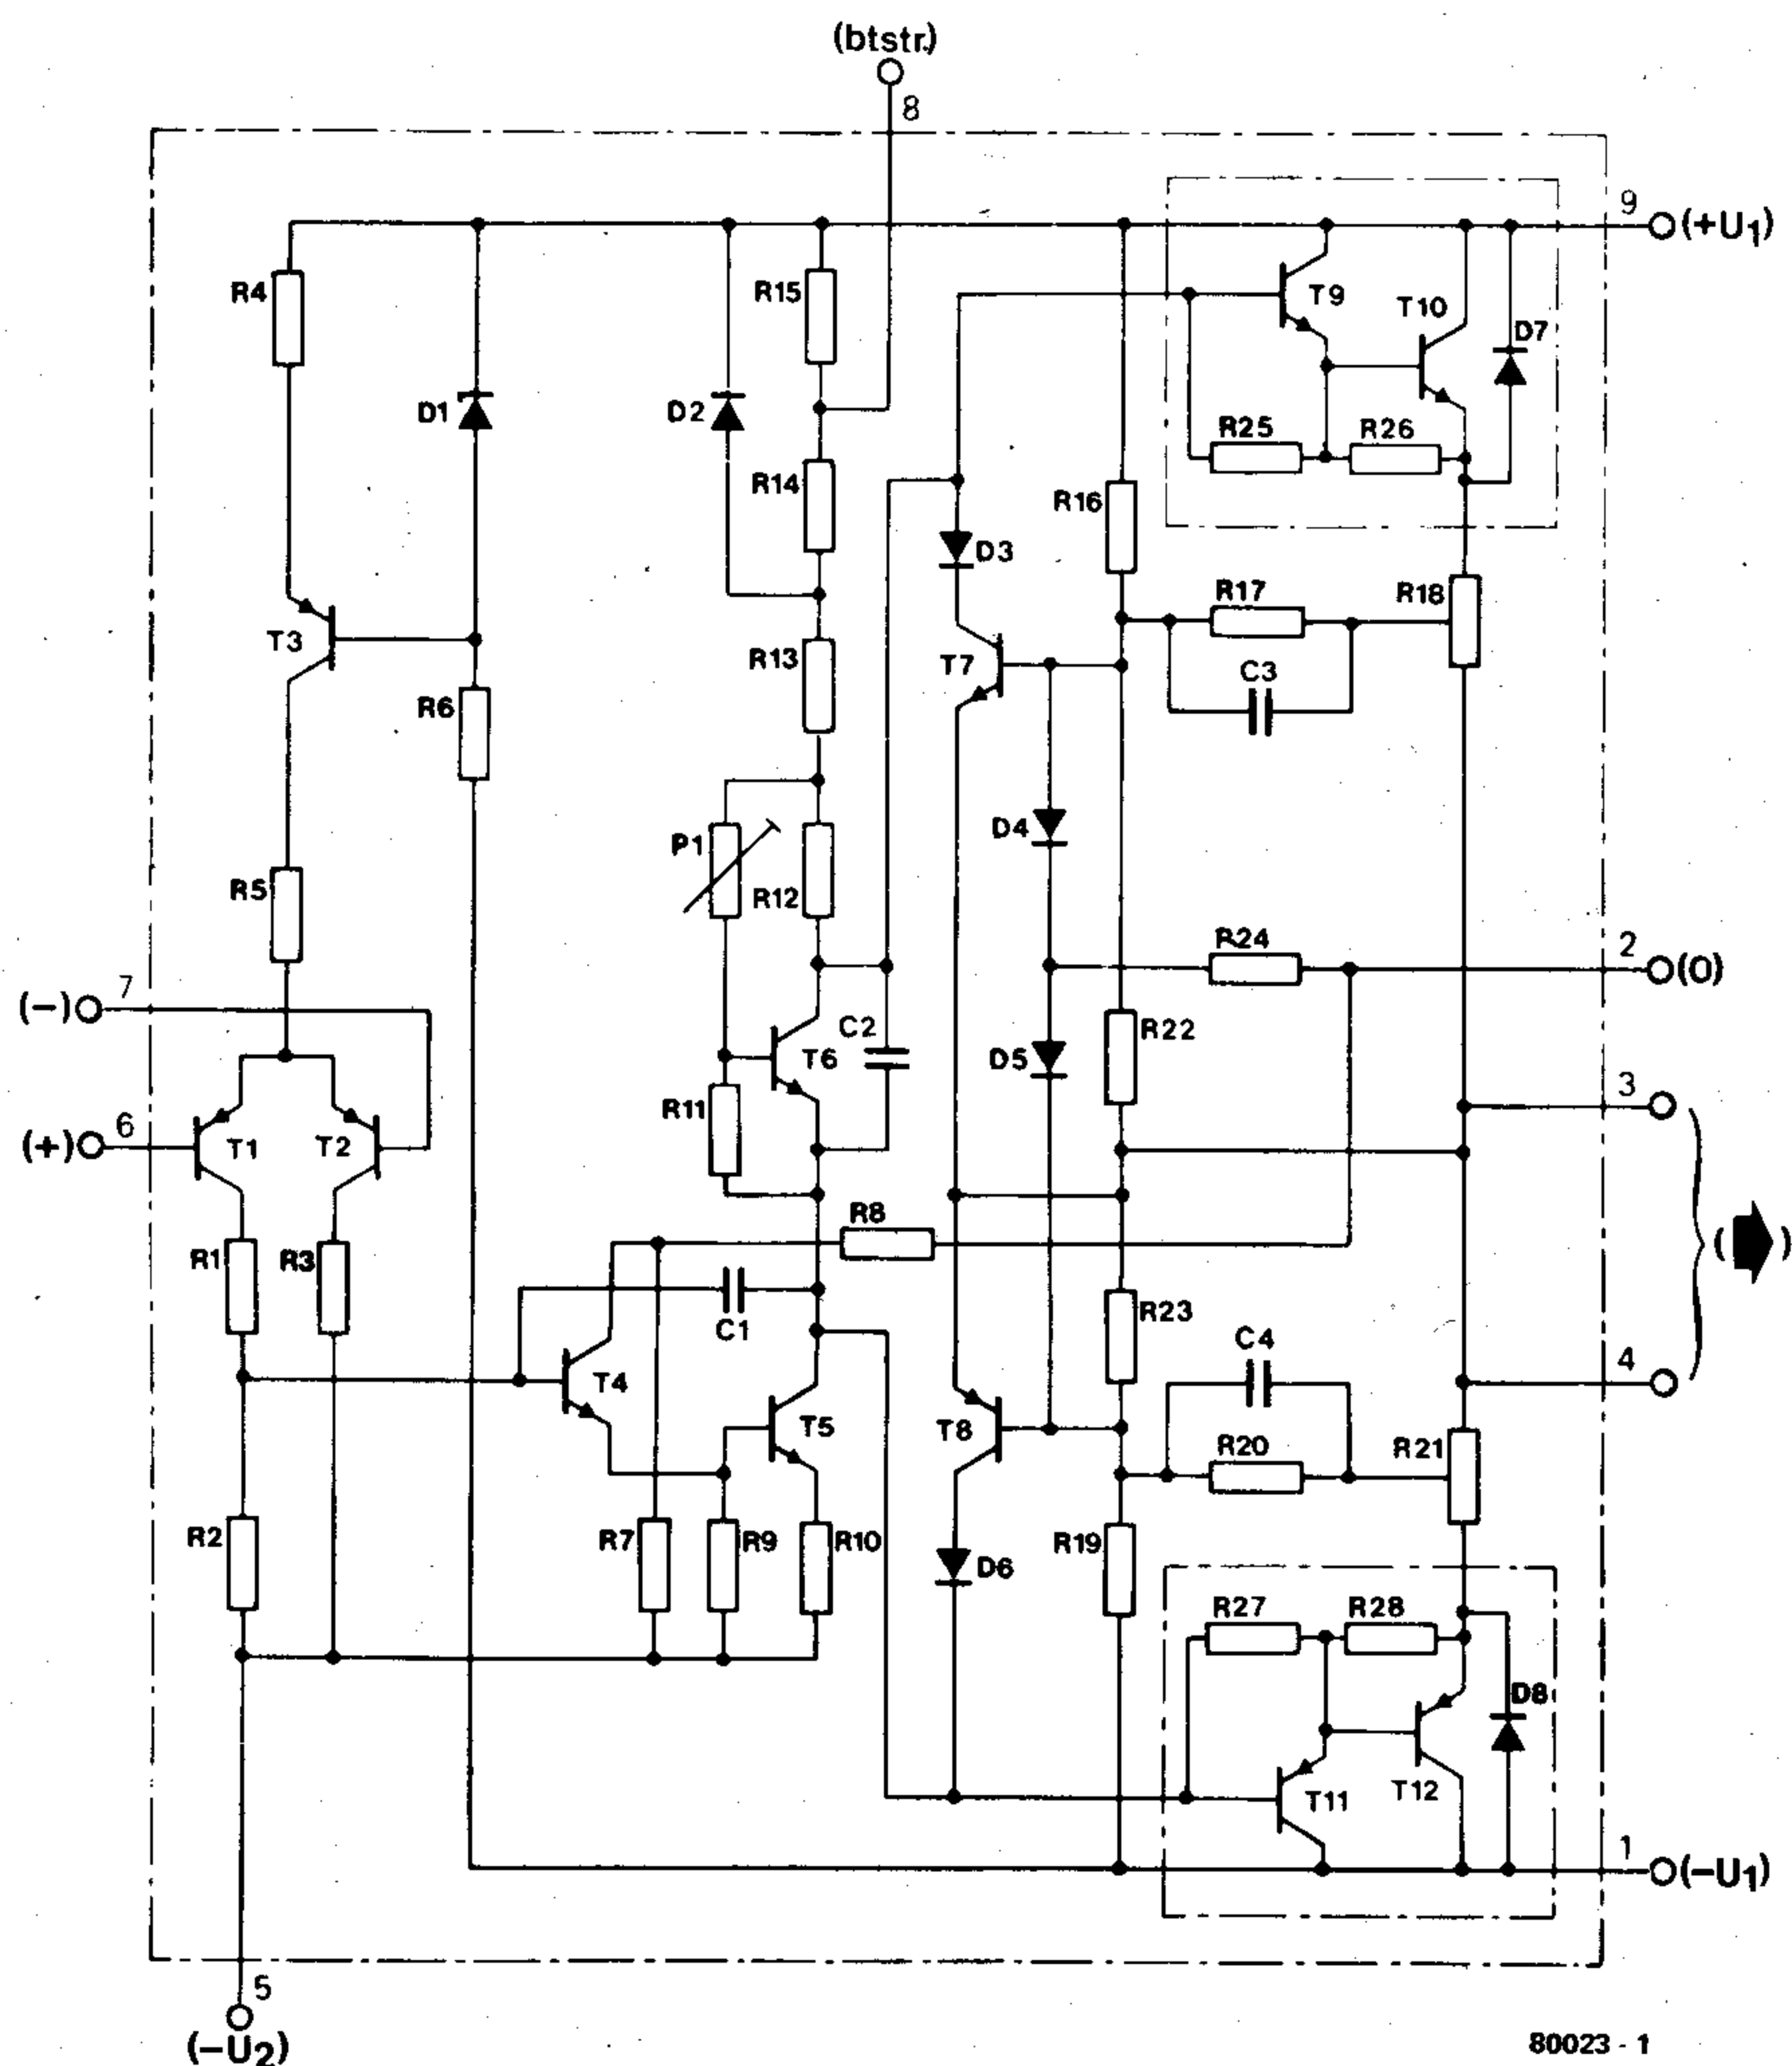 (btstr.)
8
9
(+U1)
R4
R15
T9
T10
D7
D1
D2
R25
R26
R14
R16
D3
R17
R18
T3
R13
T7
C3
R6
P1
R12
D4
R5
R24
2
(0)
7
(-)
C2
R22
T6
D5
R11
3
6
(+)
T1
T2
R8
R1
R3
C1
R23
C4
4
T4
T5
T8
R20
R21
R2
R7
R9
R10
D6
R19
R27
R28
D8
T11
T12
1
(-U1)
5
(-U2)
80023 - 1